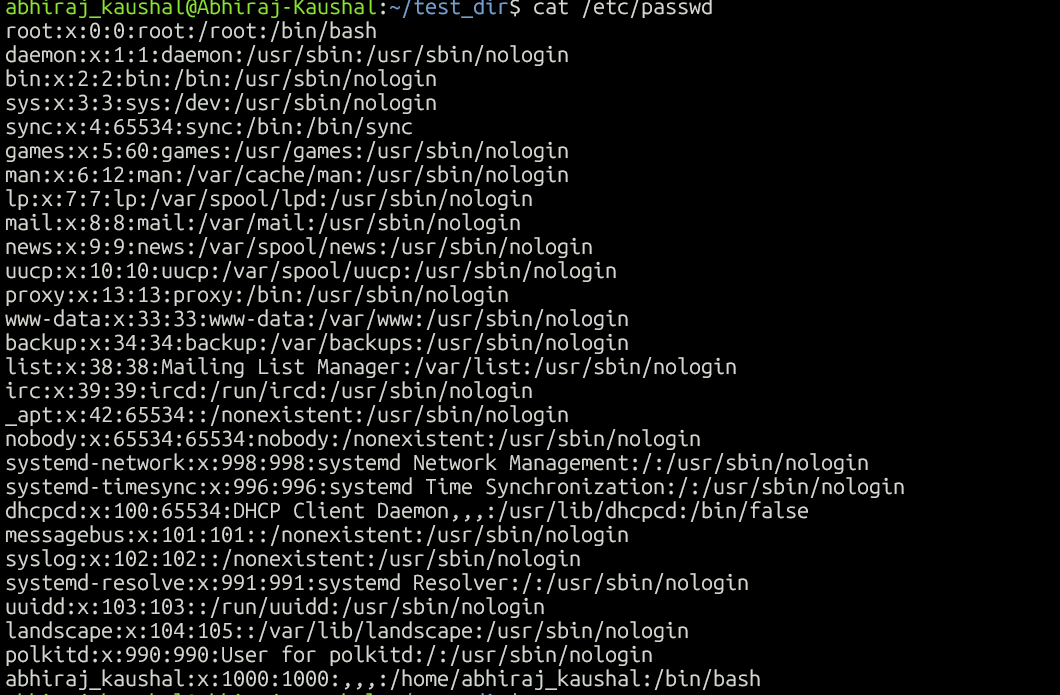 abhiraj_kaushal@Abhiraj-Kaushal:~/test_dir$ cat /etc/passwd
root:x:0:0:root:/root:/bin/bash
daemon:x:1:1:daemon:/usr/sbin:/usr/sbin/nologin
bin:x:2:2:bin:/bin:/usr/sbin/nologin
sys:x:3:3:sys:/dev:/usr/sbin/nologin
sync:x:4:65534:sync:/bin:/bin/sync
games:x:5:60:games:/usr/games:/usr/sbin/nologin
man:x:6:12:man:/var/cache/man:/usr/sbin/nologin
lp:x:7:7:lp:/var/spool/lpd:/usr/sbin/nologin
mail:x:8:8:mail:/var/mail:/usr/sbin/nologin
news:x:9:9:news:/var/spool/news:/usr/sbin/nologin
uucp:x:10:10:uucp:/var/spool/uucp:/usr/sbin/nologin
proxy:x:13:13:proxy:/bin:/usr/sbin/nologin
www-data:x:33:33:www-data:/var/www:/usr/sbin/nologin
backup:x:34:34:backup:/var/backups:/usr/sbin/nologin
list:x:38:38:Mailing List Manager:/var/list:/usr/sbin/nologin
irc:x:39:39:ircd:/run/ircd:/usr/sbin/nologin
_apt:x:42:65534::/nonexistent:/usr/sbin/nologin
nobody:x:65534:65534:nobody:/nonexistent:/usr/sbin/nologin
systemd-network:x:998:998:systemd Network Management:/:/usr/sbin/nologin
systemd-timesync:x:996:996:systemd Time Synchronization:/:/usr/sbin/nologin
dhcpcd:x:100:65534:DHCP Client Daemon,,,:/usr/lib/dhcpcd:/bin/false
messagebus:x:101:101::/nonexistent:/usr/sbin/nologin
syslog:x:102:102::/nonexistent:/usr/sbin/nologin
systemd-resolve:x:991:991:systemd Resolver:/:/usr/sbin/nologin
uuidd:x:103:103::/run/uuidd:/usr/sbin/nologin
landscape:x:104:105::/var/lib/landscape:/usr/sbin/nologin
polkitd:x:990:990:User for polkitd:/:/usr/sbin/nologin
abhiraj_kaushal:x:1000:1000:,,,:/home/abhiraj_kaushal:/bin/bash